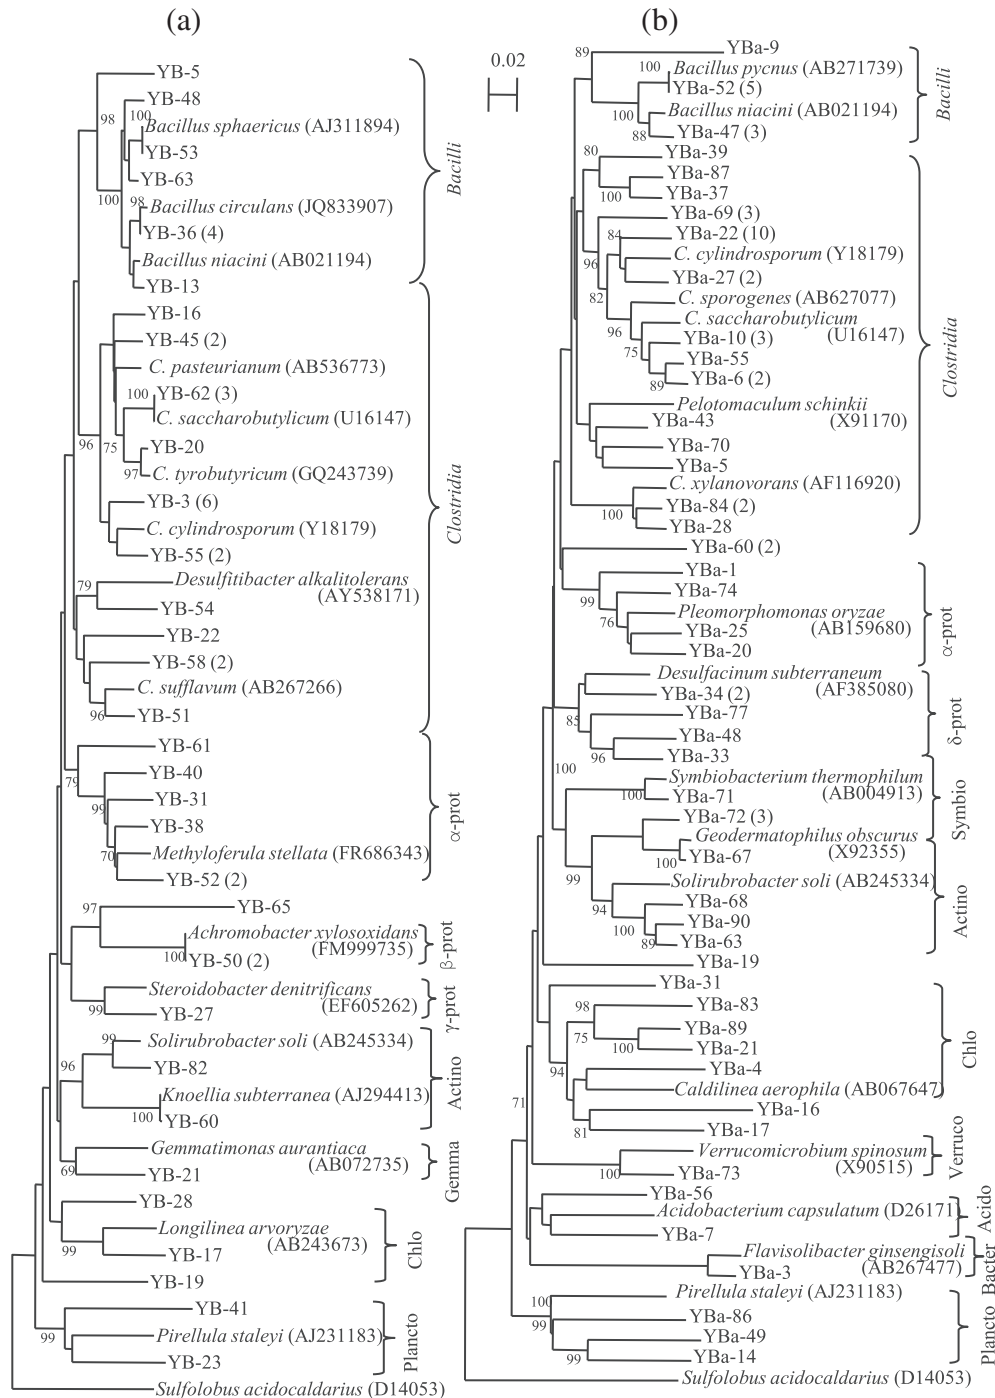 (a)
YB-5
YB-48
98
100
Bacillus sphaericus (AJ311894)
YB-53
YB-63
100
98
Bacillus circulans (JQ833907)
YB-36 (4)
Bacillus niacini (AB021194)
YB-13
Bacilli
YB-16
YB-45 (2)
C. pasteurianum (AB536773)
100
YB-62 (3)
C. saccharobutylicum (U16147)
96
75
YB-20
97
C. tyrobutyricum (GQ243739)
YB-3 (6)
C. cylindrosporum (Y18179)
YB-55 (2)
79
Desulfitibacter alkalitolerans
(AY538171)
YB-54
YB-22
YB-58 (2)
C. sufflavum (AB267266)
96
YB-51
Clostridia
YB-61
79
YB-40
99
YB-31
YB-38
70
Methyloferula stellata (FR686343)
YB-52 (2)
α-prot
97
YB-65
Achromobacter xylosoxidans
(FM999735)
100
YB-50 (2)
β-prot
Steroidobacter denitrificans
(EF605262)
99
YB-27
γ-prot
99
Solirubrobacter soli (AB245334)
96
YB-82
Knoellia subterranea (AJ294413)
100
YB-60
Actino
Gemmatimonas aurantiaca
(AB072735)
69
YB-21
Gemma
YB-28
Longilinea arvoryzae
(AB243673)
99
YB-17
YB-19
Chlo
YB-41
99
Pirellula staleyi (AJ231183)
YB-23
Plancto
Sulfolobus acidocaldarius (D14053)
0.02
(b)
89
YBa-9
100
Bacillus pycnus (AB271739)
YBa-52 (5)
100
Bacillus niacini (AB021194)
88
YBa-47 (3)
Bacilli
80
YBa-39
YBa-87
100
YBa-37
YBa-69 (3)
84
YBa-22 (10)
96
C. cylindrosporum (Y18179)
YBa-27 (2)
82
C. sporogenes (AB627077)
96
C. saccharobutylicum
(U16147)
YBa-10 (3)
75
YBa-55
89
YBa-6 (2)
Pelotomaculum schinkii
(X91170)
YBa-43
YBa-70
YBa-5
C. xylanovorans (AF116920)
YBa-84 (2)
100
YBa-28
Clostridia
YBa-60 (2)
YBa-1
99
YBa-74
76
Pleomorphomonas oryzae
(AB159680)
YBa-25
YBa-20
α-prot
Desulfacinum subterraneum
(AF385080)
YBa-34 (2)
85
YBa-77
YBa-48
96
YBa-33
δ-prot
100
Symbiobacterium thermophilum
(AB004913)
100
YBa-71
YBa-72 (3)
Symbio
Geodermatophilus obscurus
(X92355)
100
YBa-67
99
Solirubrobacter soli (AB245334)
94
YBa-68
100
YBa-90
89
YBa-63
Actino
YBa-19
YBa-31
98
YBa-83
75
YBa-89
100
YBa-21
94
YBa-4
Caldilinea aerophila (AB067647)
71
YBa-16
81
YBa-17
Chlo
Verrucomicrobium spinosum
(X90515)
100
YBa-73
Verruco
YBa-56
Acidobacterium capsulatum (D26171)
YBa-7
Acido
Flavisolibacter ginsengisoli
(AB267477)
YBa-3
Bacter
100
Pirellula staleyi (AJ231183)
99
YBa-86
YBa-49
99
YBa-14
Plancto
Sulfolobus acidocaldarius (D14053)